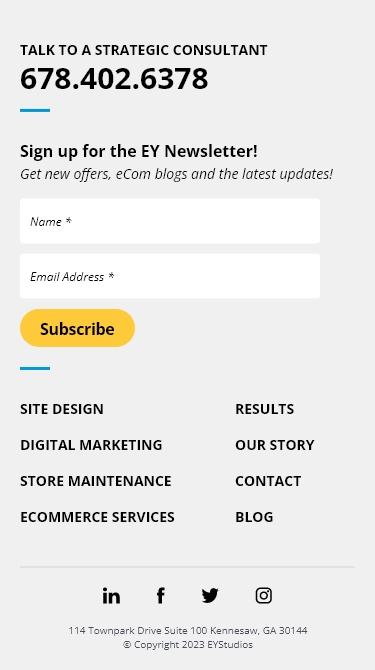 TALK TO A STRATEGIC CONSULTANT
678.402.6378
Sign up for the EY Newsletter!
Get new offers, eCom blogs and the latest updates!
Name *
Email Address *
Subscribe
SITE DESIGN
RESULTS
DIGITAL MARKETING
OUR STORY
STORE MAINTENANCE
CONTACT
ECOMMERCE SERVICES
BLOG
114 Townpark Drive Suite 100 Kennesaw, GA 30144
© Copyright 2023 EYStudios